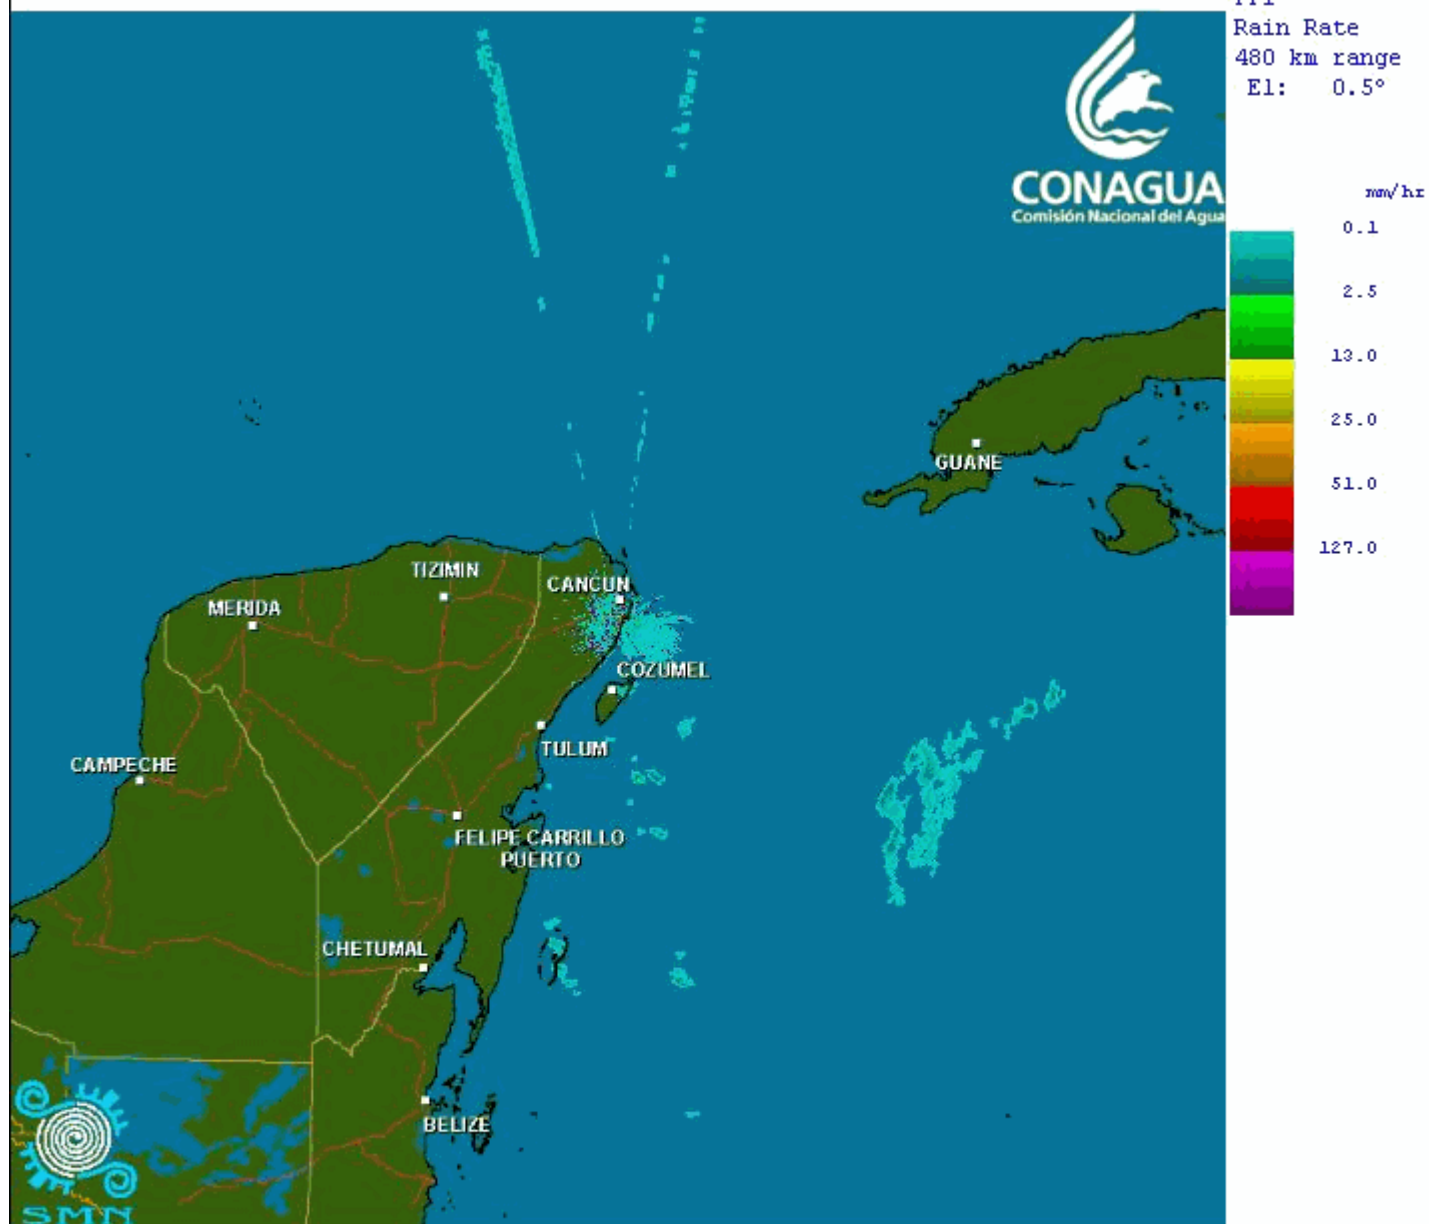 Rain Rate
480 km range
El: 0.5°
CONAGUA
Comisión Nacional del Agua
mm/hr
0.1
2.5
13.0
25.0
51.0
127.0
GUANE
TIZIMIN
CANCUN
MERIDA
COZUMEL
TULUM
CAMPECHE
FELIPE CARRILLO
PUERTO
CHETUMAL
BELIZE
SMN